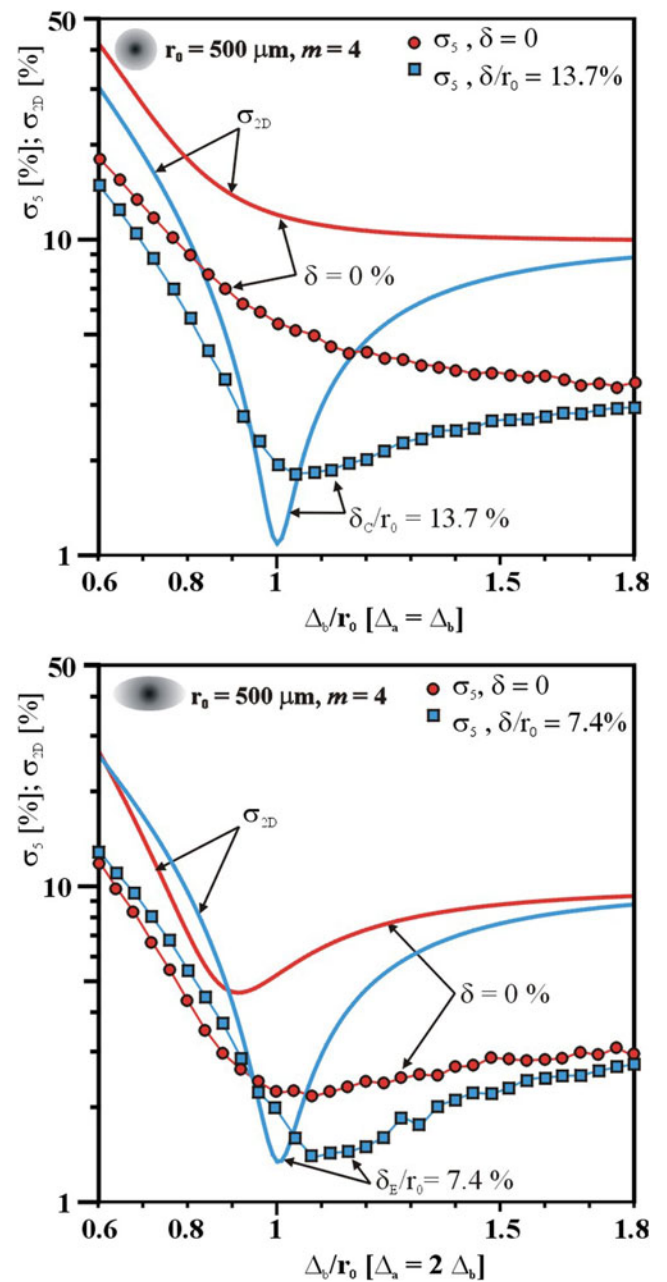 50
r₀ = 500 μm, m = 4
σ₅ , δ = 0
σ₅ , δ/r₀ = 13.7%
σ₂D
σ₅ [%]; σ₂D [%]
10
δ = 0 %
δC/r₀ = 13.7 %
1
0.6 0.8 1 1.5 1.8
Δb/r₀ [Δa = Δb]
50
r₀ = 500 μm, m = 4
σ₅, δ = 0
σ₅ , δ/r₀ = 7.4%
σ₂D
σ₅ [%]; σ₂D [%]
10
δ = 0 %
δE/r₀= 7.4 %
1
0.6 0.8 1 1.5 1.8
Δb/r₀ [Δa = 2 Δb]